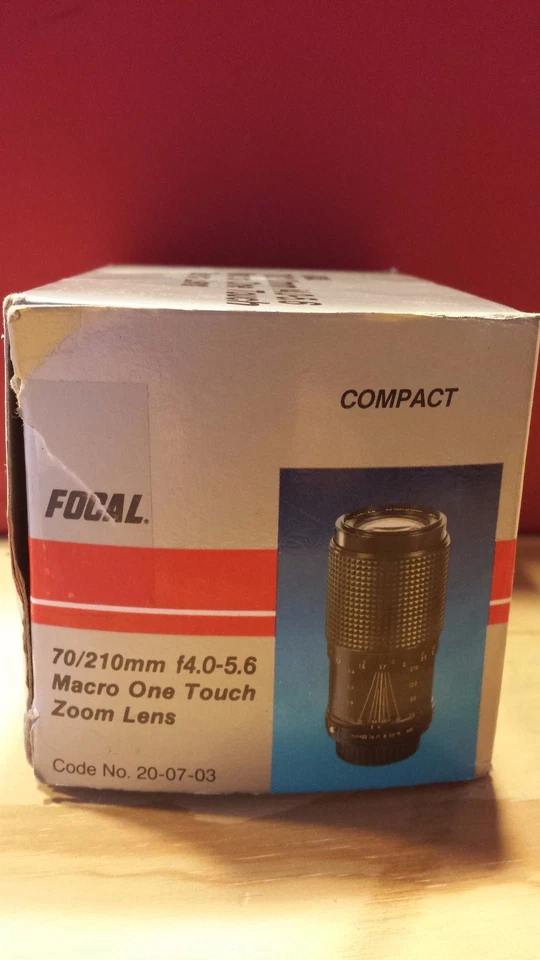 COMPACT
FOCAL.
70/210mm f4.0-5.6
Macro One Touch
Zoom Lens
Code No. 20-07-03